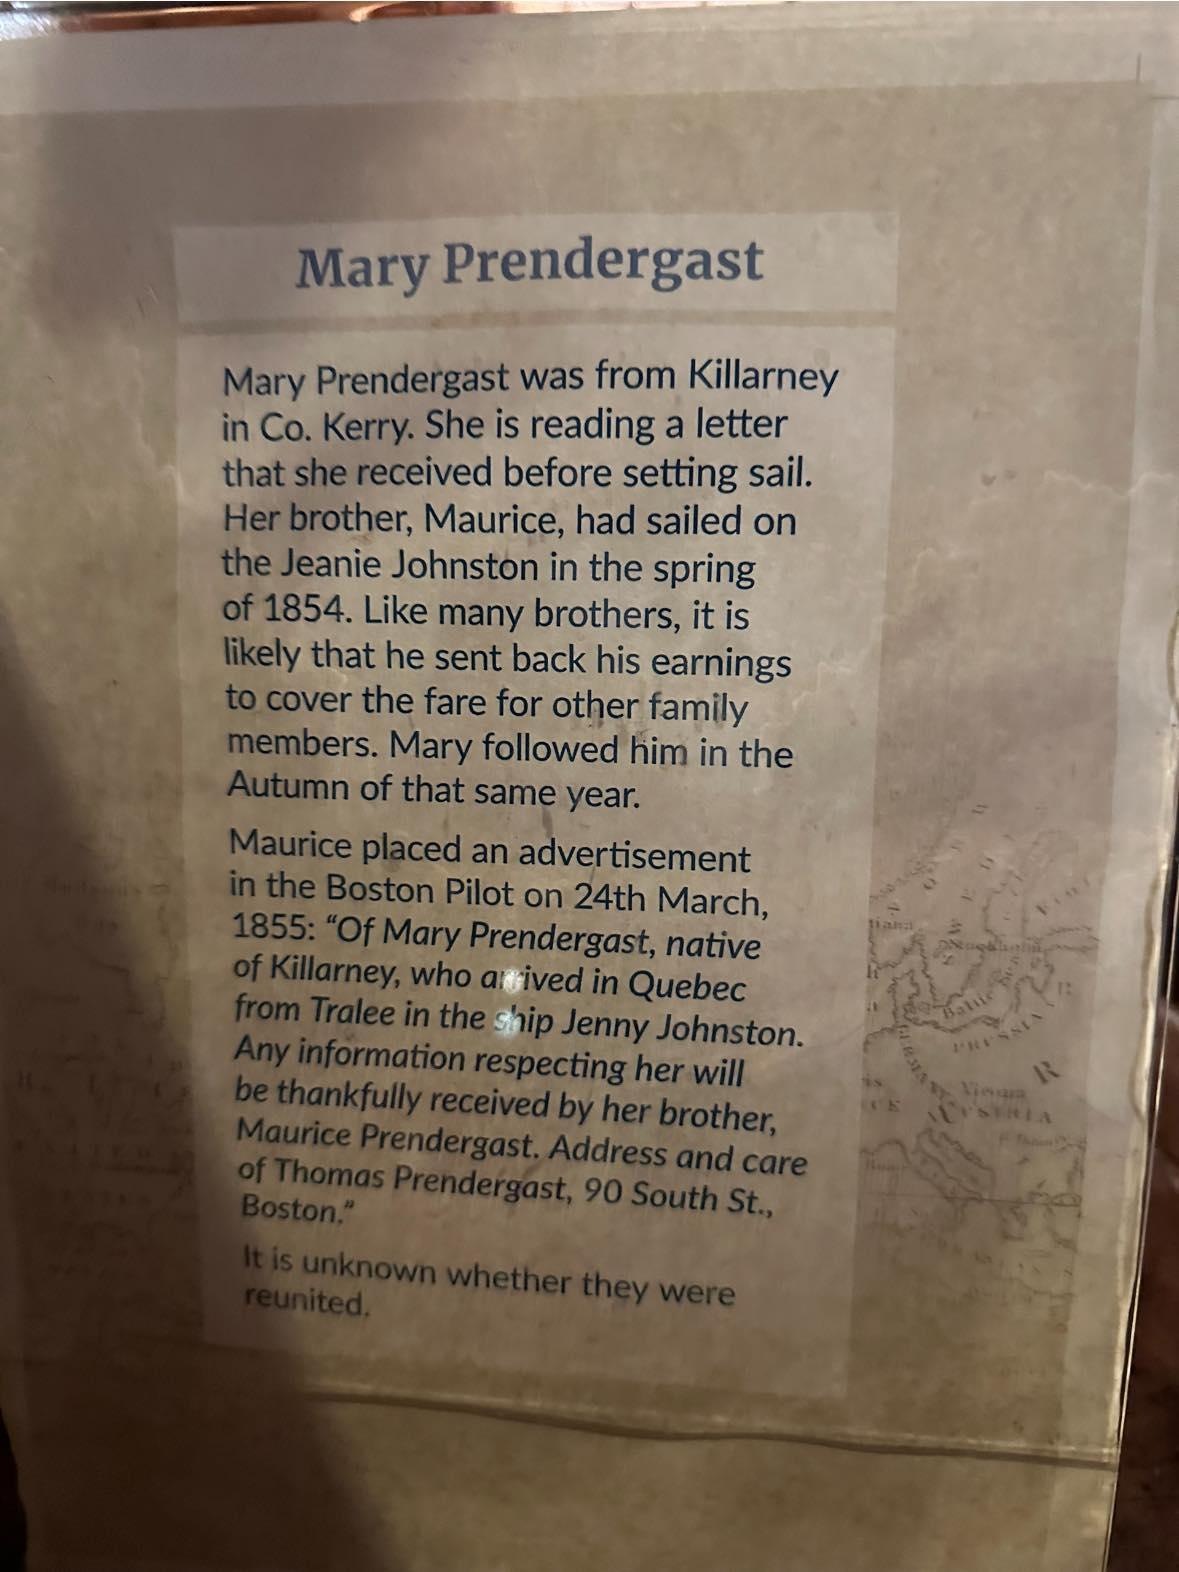 Mary Prendergast
Mary Prendergast was from Killarney
in Co. Kerry. She is reading a letter
that she received before setting sail.
Her brother, Maurice, had sailed on
the Jeanie Johnston in the spring
of 1854. Like many brothers, it is
likely that he sent back his earnings
to cover the fare for other family
members. Mary followed him in the
Autumn of that same year.
Maurice placed an advertisement
in the Boston Pilot on 24th March,
1855: “Of Mary Prendergast, native
of Killarney, who arrived in Quebec
from Tralee in the ship Jenny Johnston.
Any information respecting her will
be thankfully received by her brother,
Maurice Prendergast. Address and care
of Thomas Prendergast, 90 South St.,
Boston.”
It is unknown whether they were
reunited.
Baltic
PRUSSIA
R
Vienna